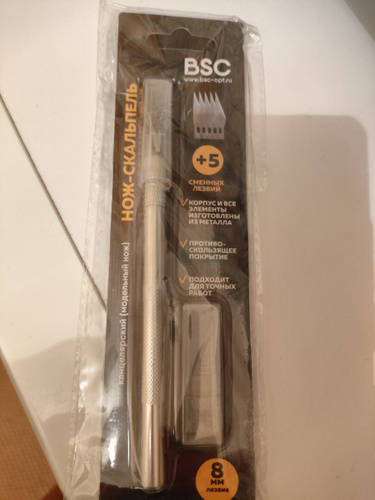 BSC
www.bsc-opt.ru
+5
СМЕННЫХ
ЛЕЗВИЙ
КОРПУС И ВСЕ
ЭЛЕМЕНТЫ
ИЗГОТОВЛЕНЫ
ИЗ МЕТАЛЛА
ПРОТИВО-
СКОЛЬЗЯЩЕЕ
ПОКРЫТИЕ
ПОДХОДИТ
ДЛЯ ТОЧНЫХ
РАБОТ
НОЖ-СКАЛЬПЕЛЬ
канцелярский (модельный нож)
8
ММ
ЛЕЗВИЕ